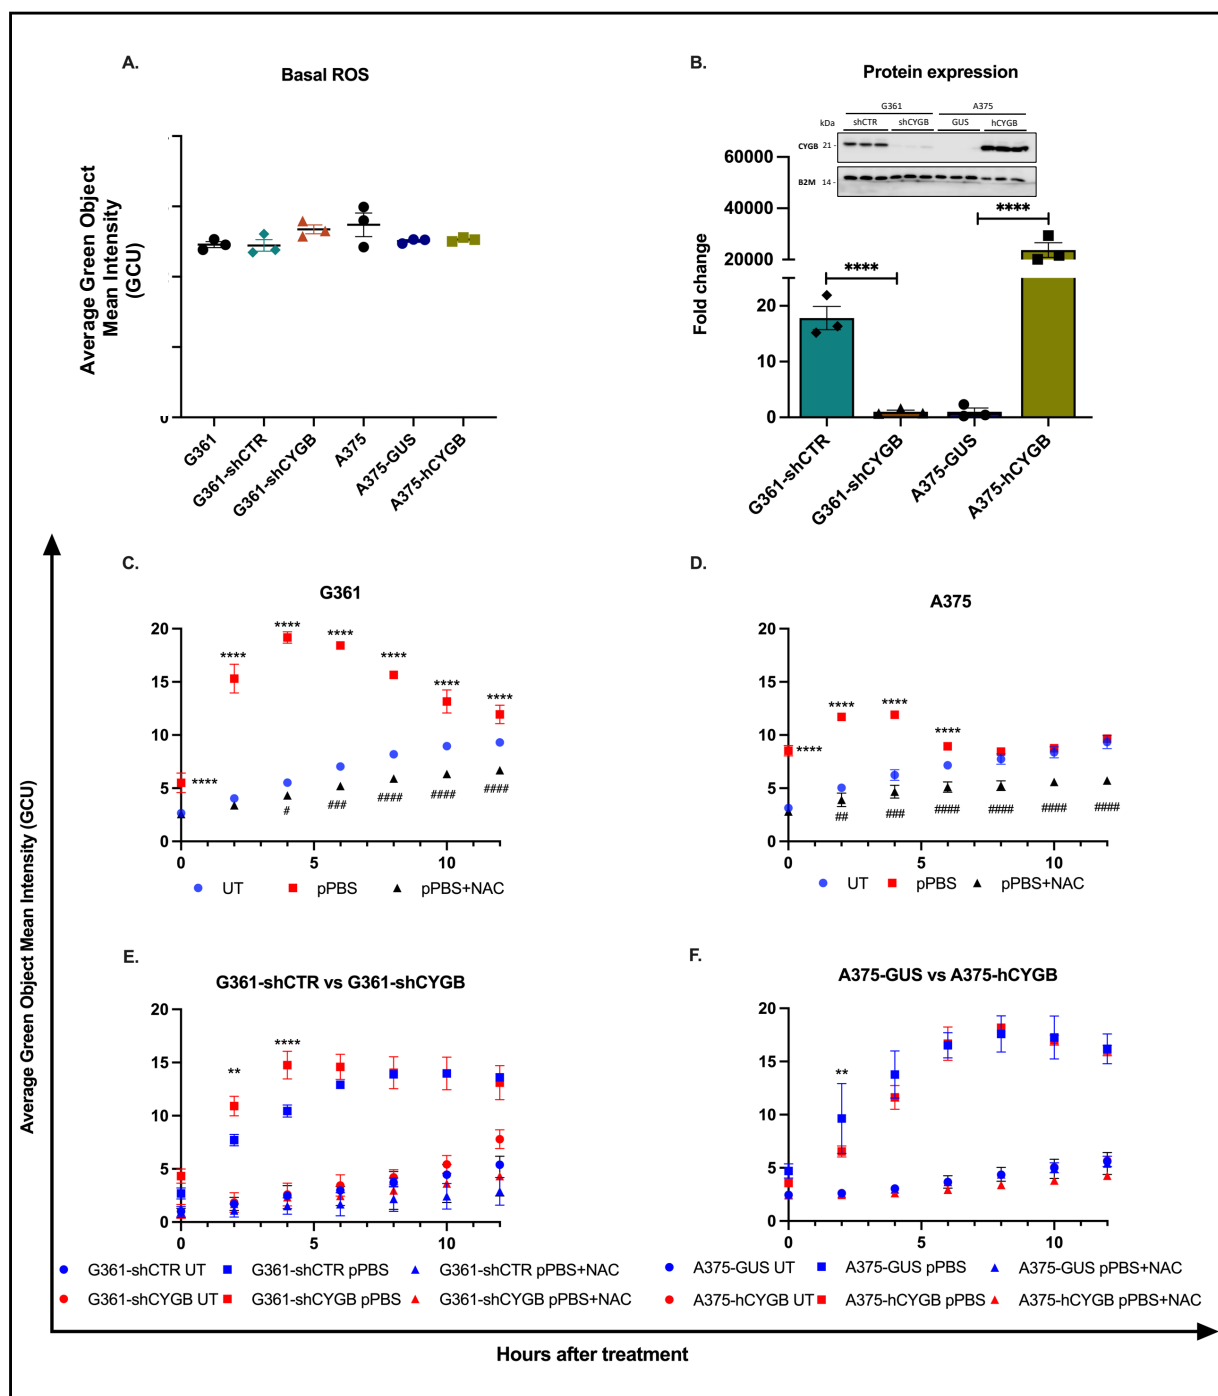 A.
Basal ROS
Average Green Object
Mean Intensity
(GCU)
0
G361
G361-shCTR
G361-shCYGB
A375
A375-GUS
A375-hCYGB
B.
Protein expression
G361 A375
kDa shCTR shCYGB GUS hCYGB
CYGB 21 -
B2M 14 -
Fold change
60000
40000
20000
20
10
0
****
****
G361-shCTR
G361-shCYGB
A375-GUS
A375-hCYGB
Average Green Object Mean Intensity (GCU)
C.
G361
20
15
10
5
0
0 5 10
**** **** **** **** **** **** ****
# ### #### #### ####
UT pPBS pPBS+NAC
D.
A375
20
15
10
5
0
0 5 10
**** **** **** ****
## ### #### #### #### ####
UT pPBS pPBS+NAC
E.
G361-shCTR vs G361-shCYGB
20
15
10
5
0
0 5 10
** ****
G361-shCTR UT G361-shCTR pPBS G361-shCTR pPBS+NAC
G361-shCYGB UT G361-shCYGB pPBS G361-shCYGB pPBS+NAC
F.
A375-GUS vs A375-hCYGB
20
15
10
5
0
0 5 10
**
A375-GUS UT A375-GUS pPBS A375-GUS pPBS+NAC
A375-hCYGB UT A375-hCYGB pPBS A375-hCYGB pPBS+NAC
Hours after treatment